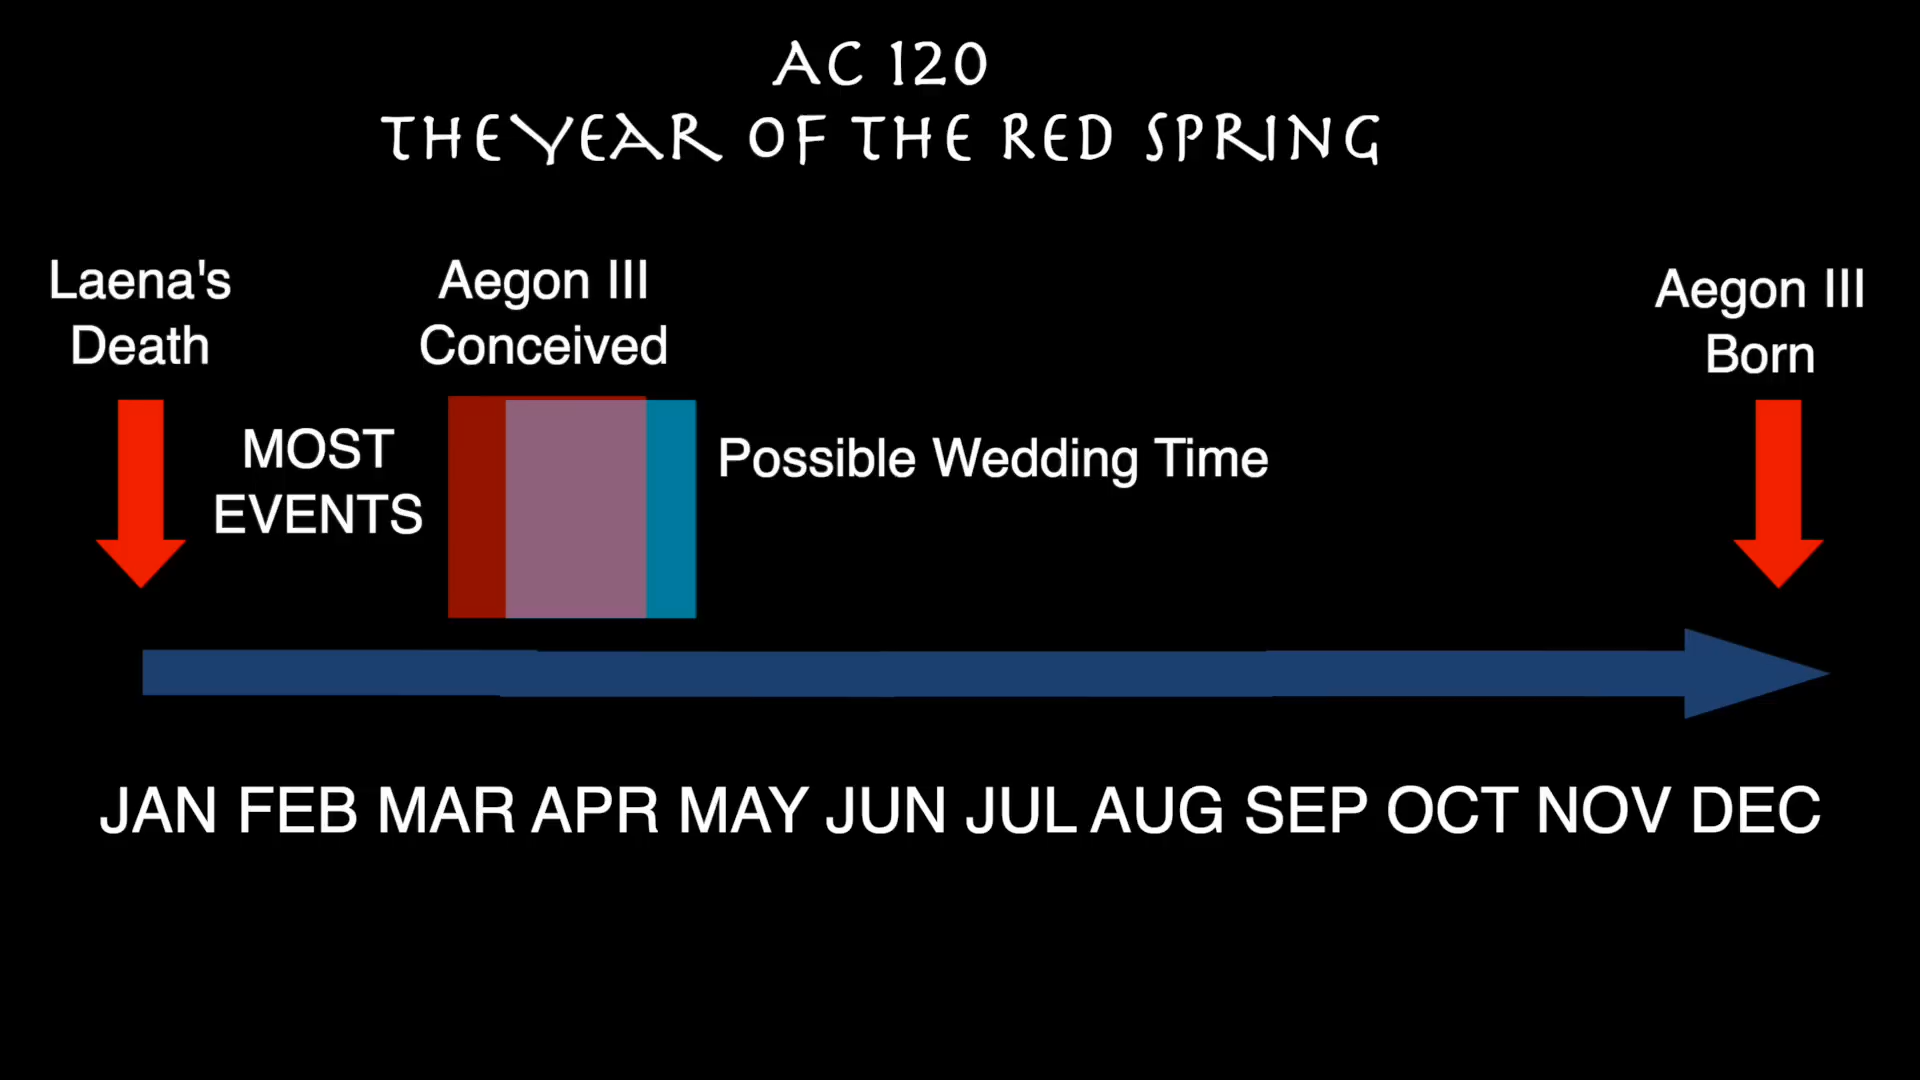 AC 120
THE YEAR OF THE RED SPRING
Laena's
Death
Aegon III
Conceived
Aegon III
Born
MOST
EVENTS
Possible Wedding Time
JAN FEB MAR APR MAY JUN JUL AUG SEP OCT NOV DEC